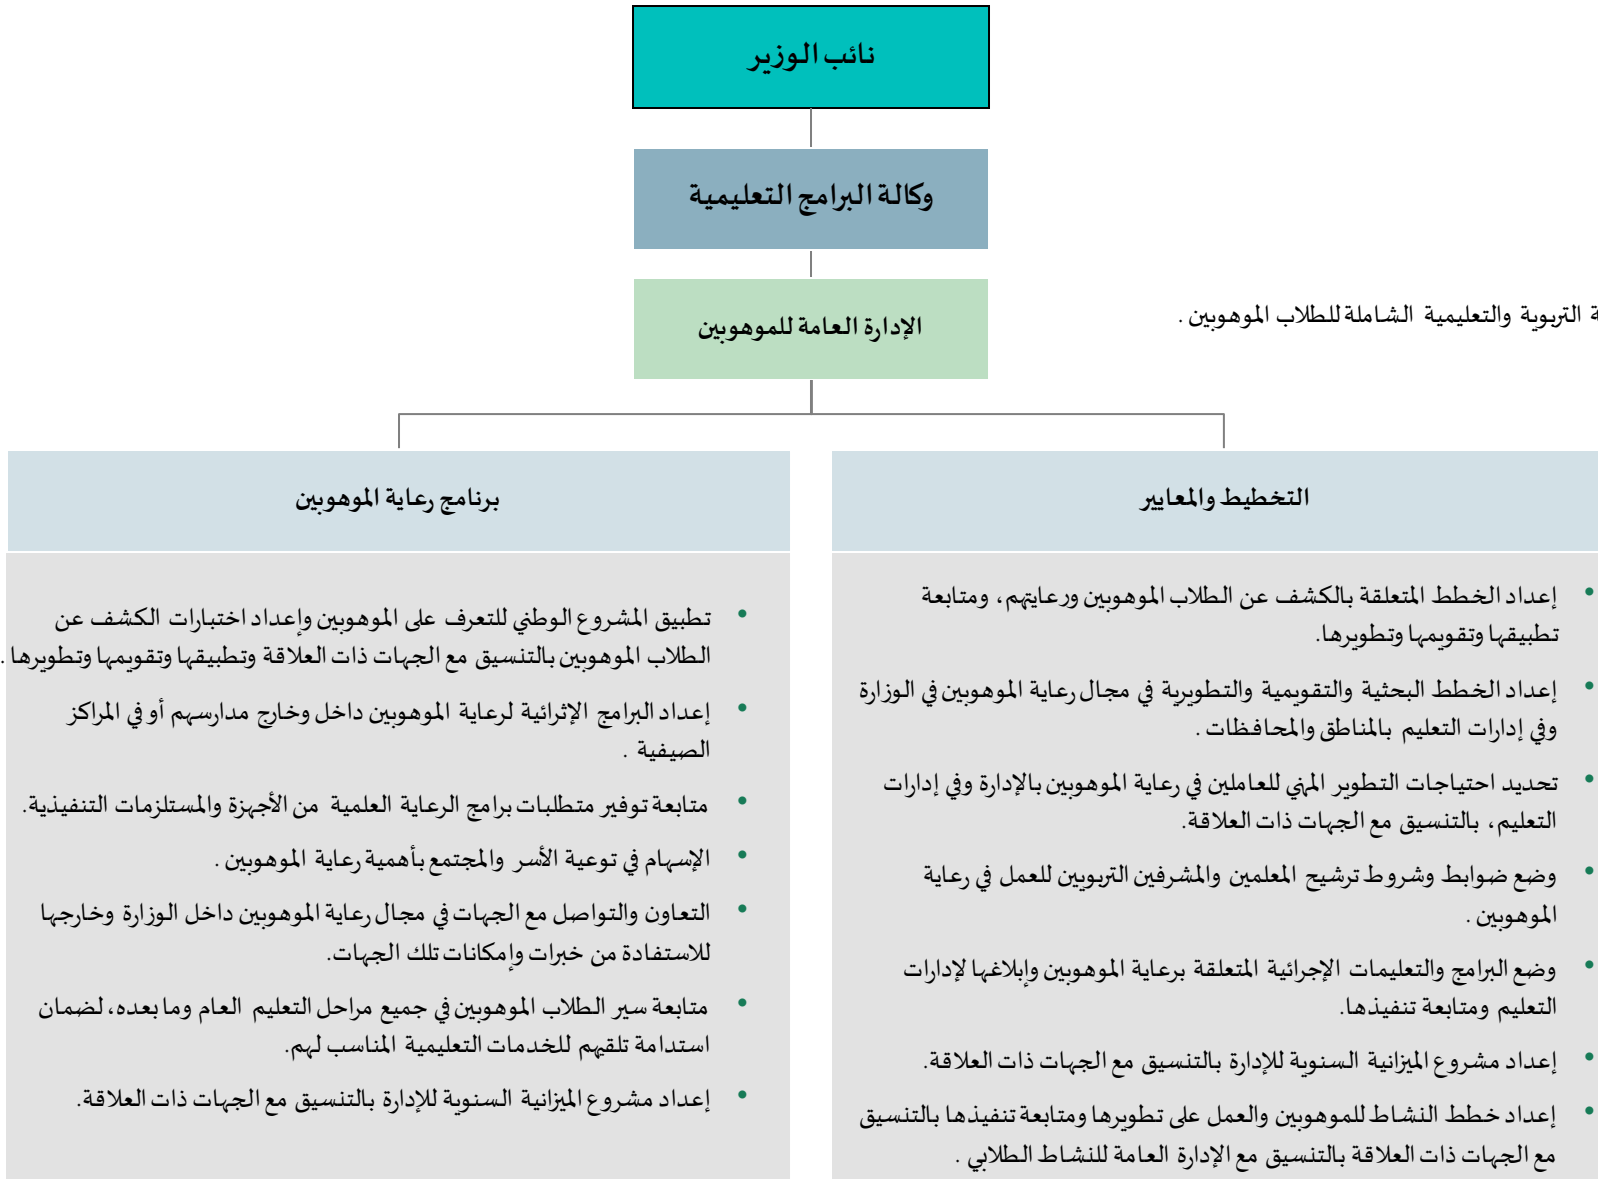 نائب الوزير
وكالة البرامج التعليمية
الإدارة العامة للموهوبين
التربوية والتعليمية الشاملة للطلاب الموهوبين .
التخطيط والمعايير
• إعداد الخطط المتعلقة بالكشف عن الطلاب الموهوبين ورعايتهم، ومتابعة
تطبيقها وتقويمها وتطويرها.
• إعداد الخطط البحثية والتقويمية والتطويرية في مجال رعاية الموهوبين في الوزارة
وفي إدارات التعليم بالمناطق والمحافظات .
• تحديد احتياجات التطوير المهني للعاملين في رعاية الموهوبين بالإدارة وفي إدارات
التعليم، بالتنسيق مع الجهات ذات العلاقة.
• وضع ضوابط وشروط ترشيح المعلمين والمشرفين التربويين للعمل في رعاية
الموهوبين .
• وضع البرامج والتعليمات الإجرائية المتعلقة برعاية الموهوبين وإبلاغها لإدارات
التعليم ومتابعة تنفيذها.
• إعداد مشروع الميزانية السنوية للإدارة بالتنسيق مع الجهات ذات العلاقة.
• إعداد خطط النشاط للموهوبين والعمل على تطويرها ومتابعة تنفيذها بالتنسيق
مع الجهات ذات العلاقة بالتنسيق مع الإدارة العامة للنشاط الطلابي .
برنامج رعاية الموهوبين
• تطبيق المشروع الوطني للتعرف على الموهوبين وإعداد اختبارات الكشف عن
الطلاب الموهوبين بالتنسيق مع الجهات ذات العلاقة وتطبيقها وتقويمها وتطويرها .
• إعداد البرامج الإثرائية لرعاية الموهوبين داخل وخارج مدارسهم أو في المراكز
الصيفية .
• متابعة توفير متطلبات برامج الرعاية العلمية من الأجهزة والمستلزمات التنفيذية.
• الإسهام في توعية الأسر والمجتمع بأهمية رعاية الموهوبين .
• التعاون والتواصل مع الجهات في مجال رعاية الموهوبين داخل الوزارة وخارجها
للاستفادة من خبرات وإمكانات تلك الجهات.
• متابعة سير الطلاب الموهوبين في جميع مراحل التعليم العام وما بعده، لضمان
استدامة تلقيهم للخدمات التعليمية المناسب لهم.
• إعداد مشروع الميزانية السنوية للإدارة بالتنسيق مع الجهات ذات العلاقة.